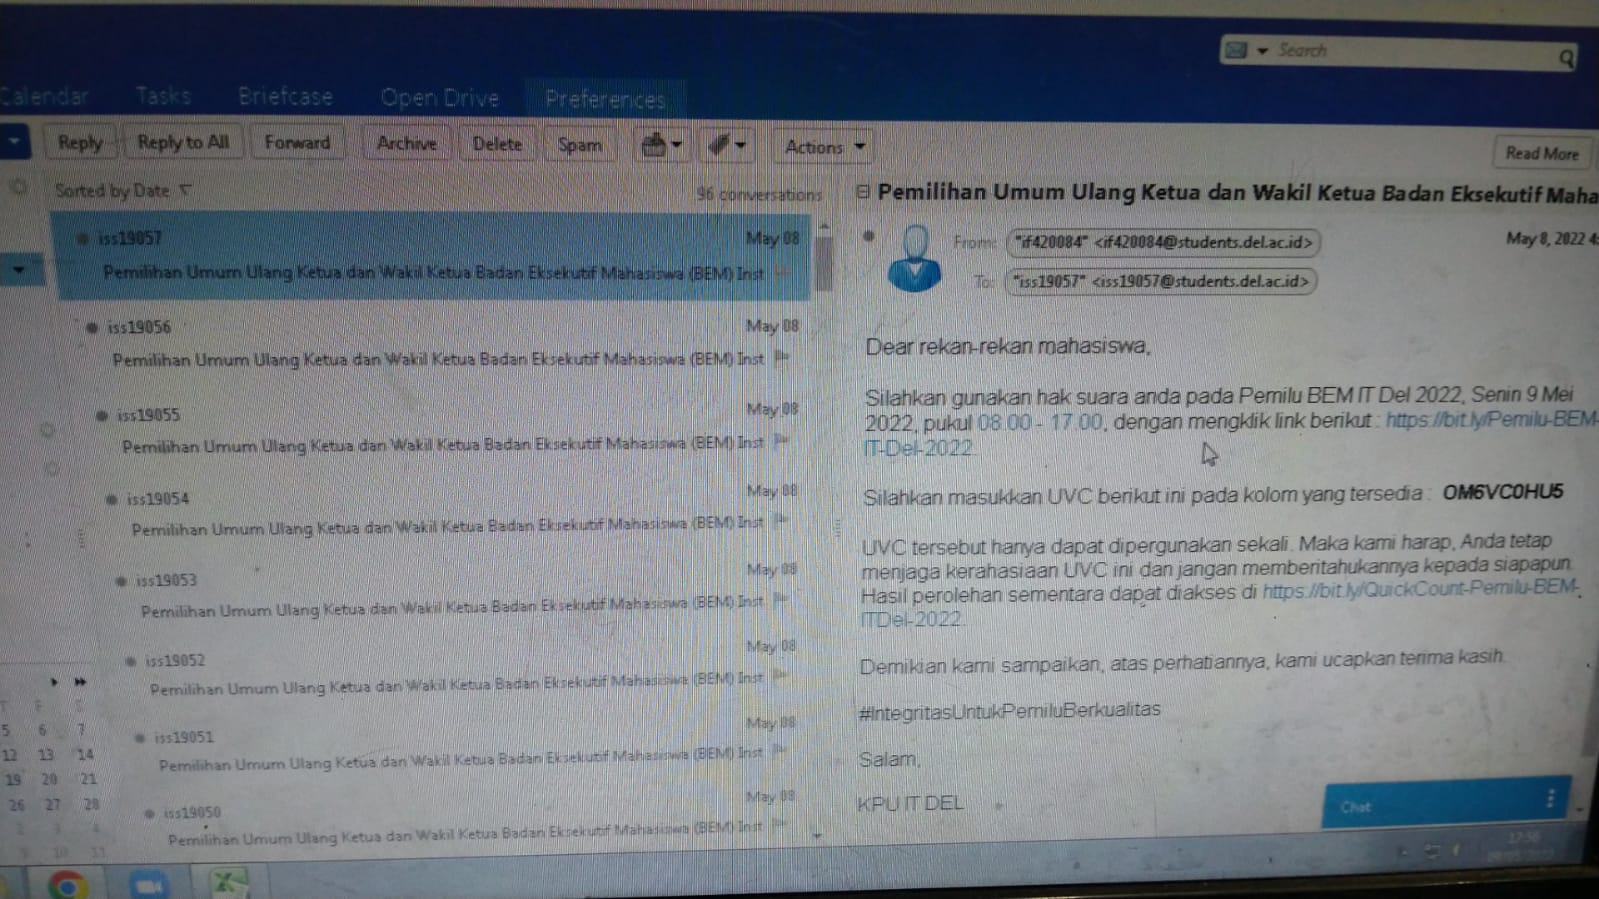 Search
Calendar Tasks Briefcase Open Drive Preferences
Reply Reply to All Forward Archive Delete Spam Actions Read More
Sorted by Date 96 conversations
iss19057 May 08
Pemilihan Umum Ulang Ketua dan Wakil Ketua Badan Eksekutif Mahasiswa (BEM) Inst
iss19056 May 08
Pemilihan Umum Ulang Ketua dan Wakil Ketua Badan Eksekutif Mahasiswa (BEM) Inst
iss19055 May 08
Pemilihan Umum Ulang Ketua dan Wakil Ketua Badan Eksekutif Mahasiswa (BEM) Inst
iss19054 May 08
Pemilihan Umum Ulang Ketua dan Wakil Ketua Badan Eksekutif Mahasiswa (BEM) Inst
iss19053 May 08
Pemilihan Umum Ulang Ketua dan Wakil Ketua Badan Eksekutif Mahasiswa (BEM) Inst
iss19052 May 08
Pemilihan Umum Ulang Ketua dan Wakil Ketua Badan Eksekutif Mahasiswa (BEM) Inst
iss19051 May 08
Pemilihan Umum Ulang Ketua dan Wakil Ketua Badan Eksekutif Mahasiswa (BEM) Inst
iss19050 May 08
Pemilihan Umum Ulang Ketua dan Wakil Ketua Badan Eksekutif Mahasiswa (BEM) Inst
T F S
5 6 7
12 13 14
19 20 21
26 27 28
2 3 4
9 10 11
Pemilihan Umum Ulang Ketua dan Wakil Ketua Badan Eksekutif Maha
From: "if420084" <if420084@students.del.ac.id> May 8, 2022 4:
To: "iss19057" <iss19057@students.del.ac.id>
Dear rekan-rekan mahasiswa,
Silahkan gunakan hak suara anda pada Pemilu BEM IT Del 2022, Senin 9 Mei
2022, pukul 08.00 - 17.00, dengan mengklik link berikut : https://bit.ly/Pemilu-BEM-
IT-Del-2022.
Silahkan masukkan UVC berikut ini pada kolom yang tersedia : OM6VC0HU5
UVC tersebut hanya dapat dipergunakan sekali. Maka kami harap, Anda tetap
menjaga kerahasiaan UVC ini dan jangan memberitahukannya kepada siapapun.
Hasil perolehan sementara dapat diakses di https://bit.ly/QuickCount-Pemilu-BEM-
ITDel-2022.
Demikian kami sampaikan, atas perhatiannya, kami ucapkan terima kasih.
#IntegritasUntukPemiluBerkualitas
Salam,
KPU IT DEL
Chat
17:56